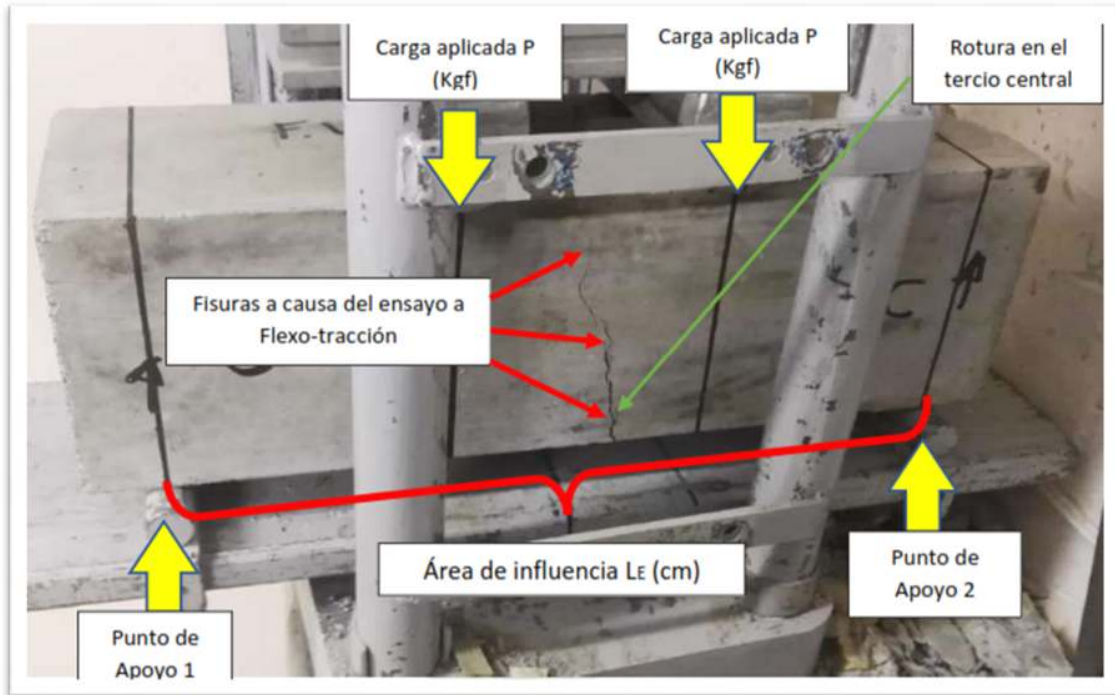 Carga aplicada P
(Kgf)
Carga aplicada P
(Kgf)
Rotura en el
tercio central
Fisuras a causa del ensayo a
Flexo-tracción
C
Área de influencia LE (cm)
Punto de
Apoyo 1
Punto de
Apoyo 2